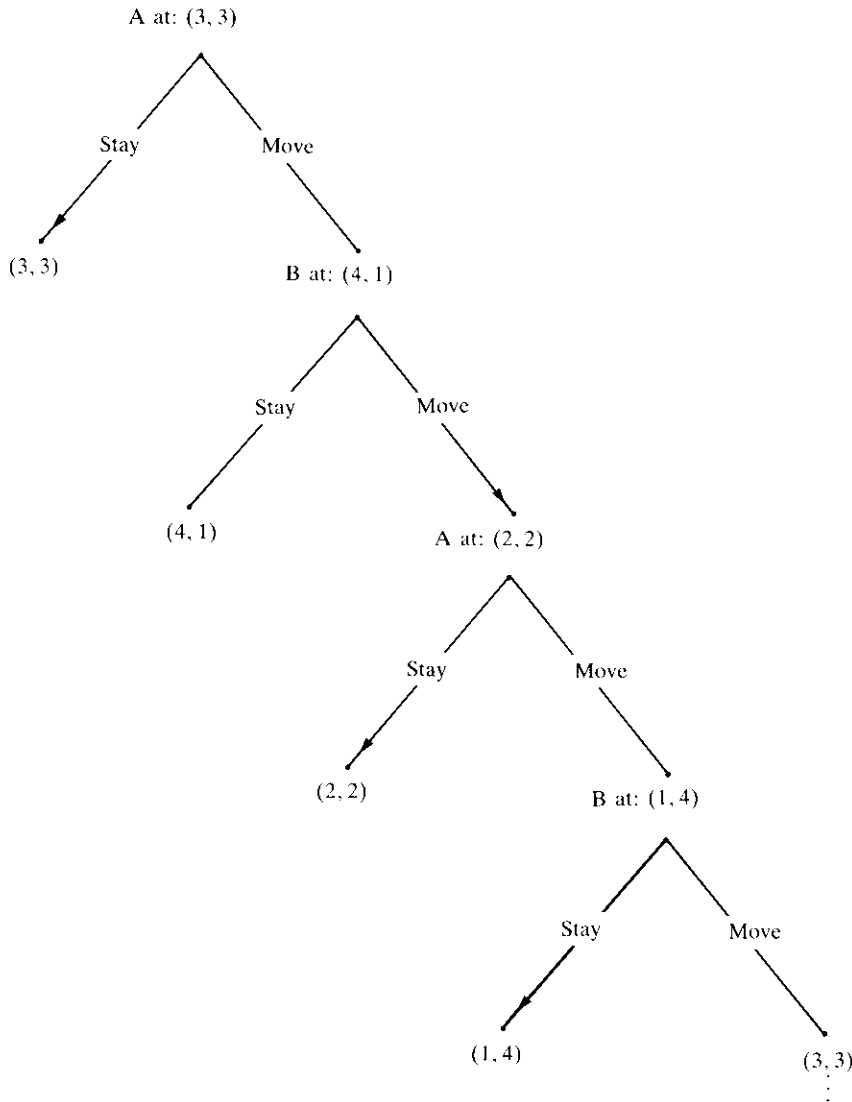 A at: (3, 3)
Stay
Move
(3, 3)
B at: (4, 1)
Stay
Move
(4, 1)
A at: (2, 2)
Stay
Move
(2, 2)
B at: (1, 4)
Stay
Move
(1, 4)
(3, 3)